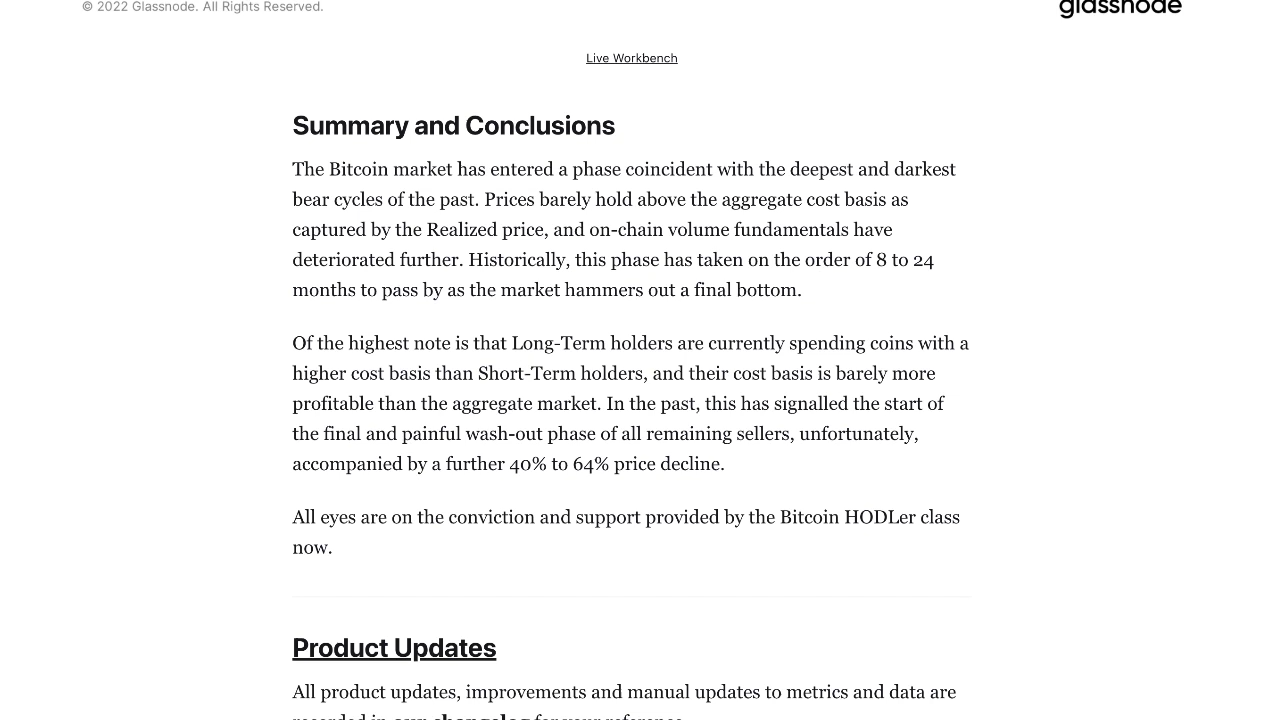 © 2022 Glassnode. All Rights Reserved.
glassnode
Live Workbench
Summary and Conclusions
The Bitcoin market has entered a phase coincident with the deepest and darkest
bear cycles of the past. Prices barely hold above the aggregate cost basis as
captured by the Realized price, and on-chain volume fundamentals have
deteriorated further. Historically, this phase has taken on the order of 8 to 24
months to pass by as the market hammers out a final bottom.
Of the highest note is that Long-Term holders are currently spending coins with a
higher cost basis than Short-Term holders, and their cost basis is barely more
profitable than the aggregate market. In the past, this has signalled the start of
the final and painful wash-out phase of all remaining sellers, unfortunately,
accompanied by a further 40% to 64% price decline.
All eyes are on the conviction and support provided by the Bitcoin HODLer class
now.
Product Updates
All product updates, improvements and manual updates to metrics and data are
recorded in our changelog for your reference.